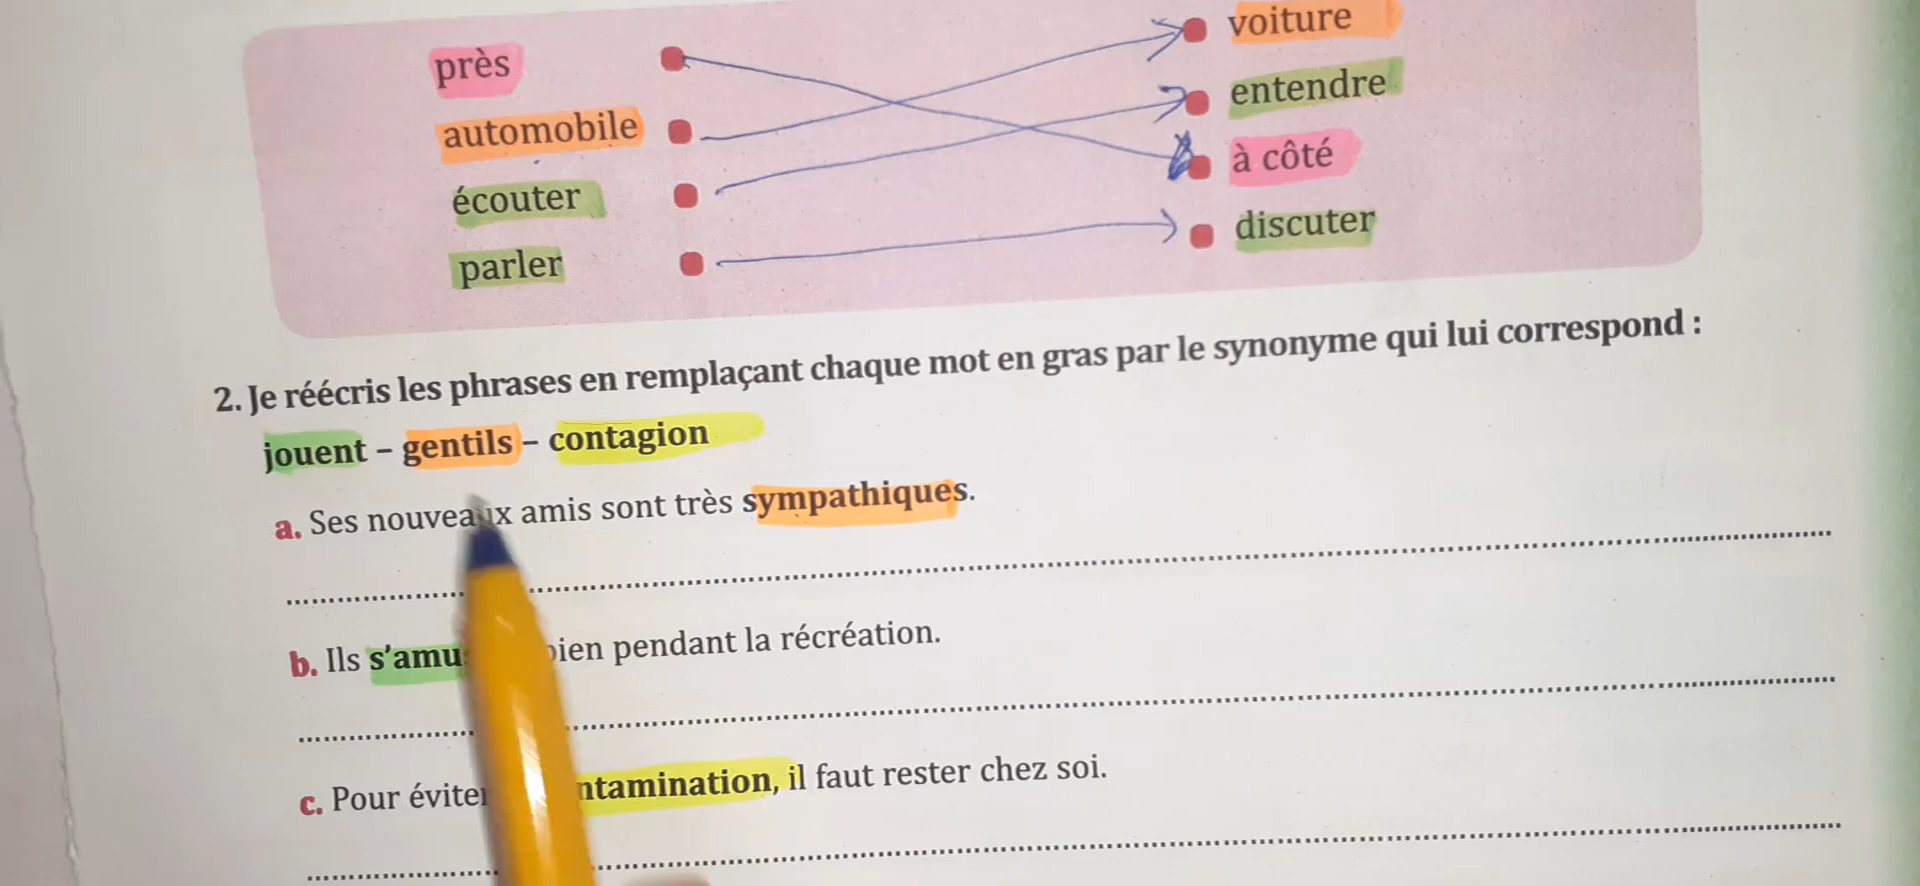 près
voiture
automobile
entendre
écouter
à côté
parler
discuter
2. Je réécris les phrases en remplaçant chaque mot en gras par le synonyme qui lui correspond :
jouent – gentils – contagion
a. Ses nouveaux amis sont très sympathiques.
b. Ils bien pendant la récréation.
c. Pour il faut rester chez soi.